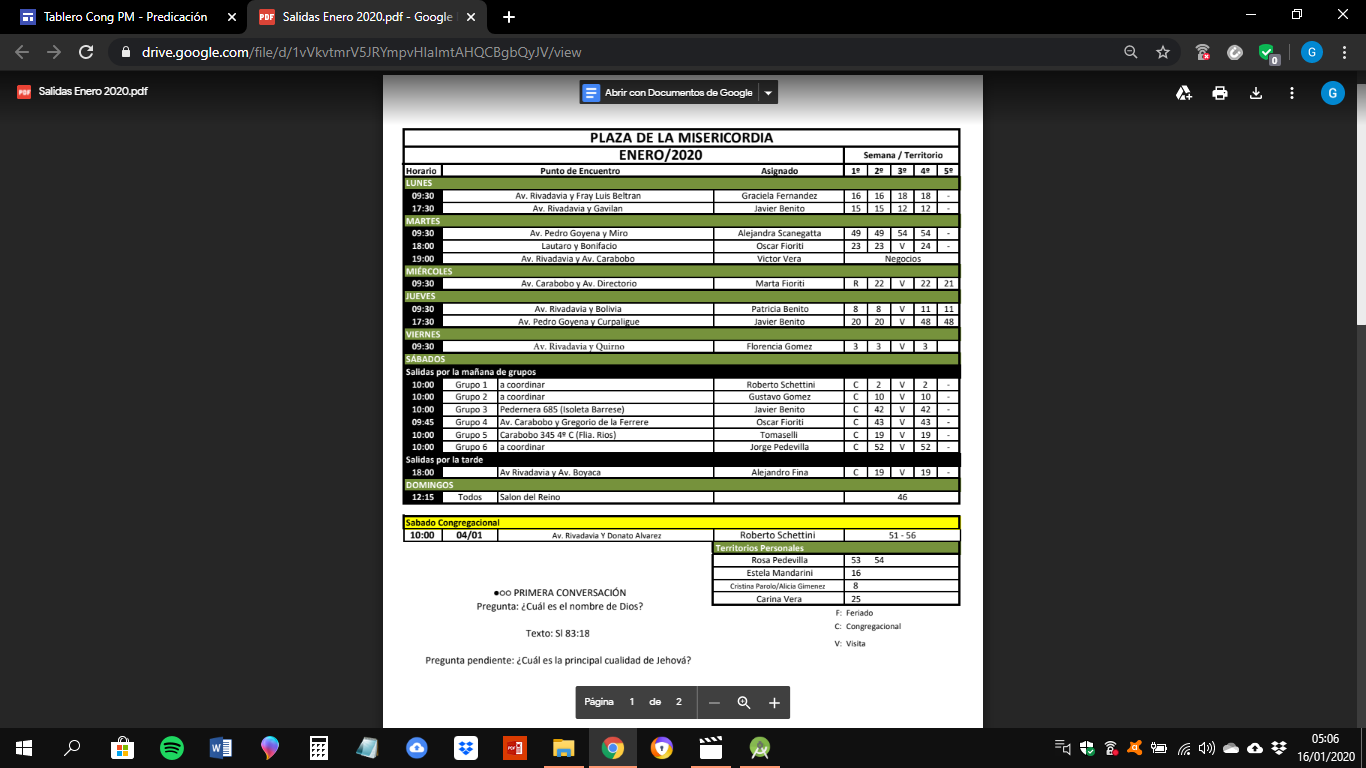 Tablero Cong PM - Predicación
Salidas Enero 2020.pdf - Google
drive.google.com/file/d/1vVkvtmrV5JRYmpvHIaImtAHQCBgbQyJV/view
Salidas Enero 2020.pdf
Abrir con Documentos de Google
PLAZA DE LA MISERICORDIA
ENERO/2020 Semana / Territorio
Horario Punto de Encuentro Asignado 1º 2º 3º 4º 5º
LUNES
09:30 Av. Rivadavia y Fray Luis Beltran Graciela Fernandez 16 16 18 18 -
17:30 Av. Rivadavia y Gavilan Javier Benito 15 15 12 12 -
MARTES
09:30 Av. Pedro Goyena y Miro Alejandra Scanegatta 49 49 54 54 -
18:00 Lautaro y Bonifacio Oscar Fioriti 23 23 V 24 -
19:00 Av. Rivadavia y Av. Carabobo Victor Vera Negocios
MIÉRCOLES
09:30 Av. Carabobo y Av. Directorio Marta Fioriti R 22 V 22 21
JUEVES
09:30 Av. Rivadavia y Bolivia Patricia Benito 8 8 V 11 11
17:30 Av. Pedro Goyena y Curpaligue Javier Benito 20 20 V 48 48
VIERNES
09:30 Av. Rivadavia y Quirno Florencia Gomez 3 3 V 3
SÁBADOS
Salidas por la mañana de grupos
10:00 Grupo 1 a coordinar Roberto Schettini C 2 V 2 -
10:00 Grupo 2 a coordinar Gustavo Gomez C 10 V 10 -
10:00 Grupo 3 Pedernera 685 (Isoleta Barrese) Javier Benito C 42 V 42 -
09:45 Grupo 4 Av. Carabobo y Gregorio de la Ferrere Oscar Fioriti C 43 V 43 -
10:00 Grupo 5 Carabobo 345 4º C (Flia. Rios) Tomaselli C 19 V 19 -
10:00 Grupo 6 a coordinar Jorge Pedevilla C 52 V 52 -
Salidas por la tarde
18:00 Av Rivadavia y Av. Boyaca Alejandro Fina C 19 V 19 -
DOMINGOS
12:15 Todos Salon del Reino 46
Sabado Congregacional
10:00 04/01 Av. Rivadavia Y Donato Alvarez Roberto Schettini 51 - 56
Territorios Personales
Rosa Pedevilla 53 54
Estela Mandarini 16
Cristina Parolo/Alicia Gimenez 8
Carina Vera 25
●○○ PRIMERA CONVERSACIÓN
Pregunta: ¿Cuál es el nombre de Dios?
Texto: Sl 83:18
Pregunta pendiente: ¿Cuál es la principal cualidad de Jehová?
F: Feriado
C: Congregacional
V: Visita
Página 1 de 2
05:06
16/01/2020